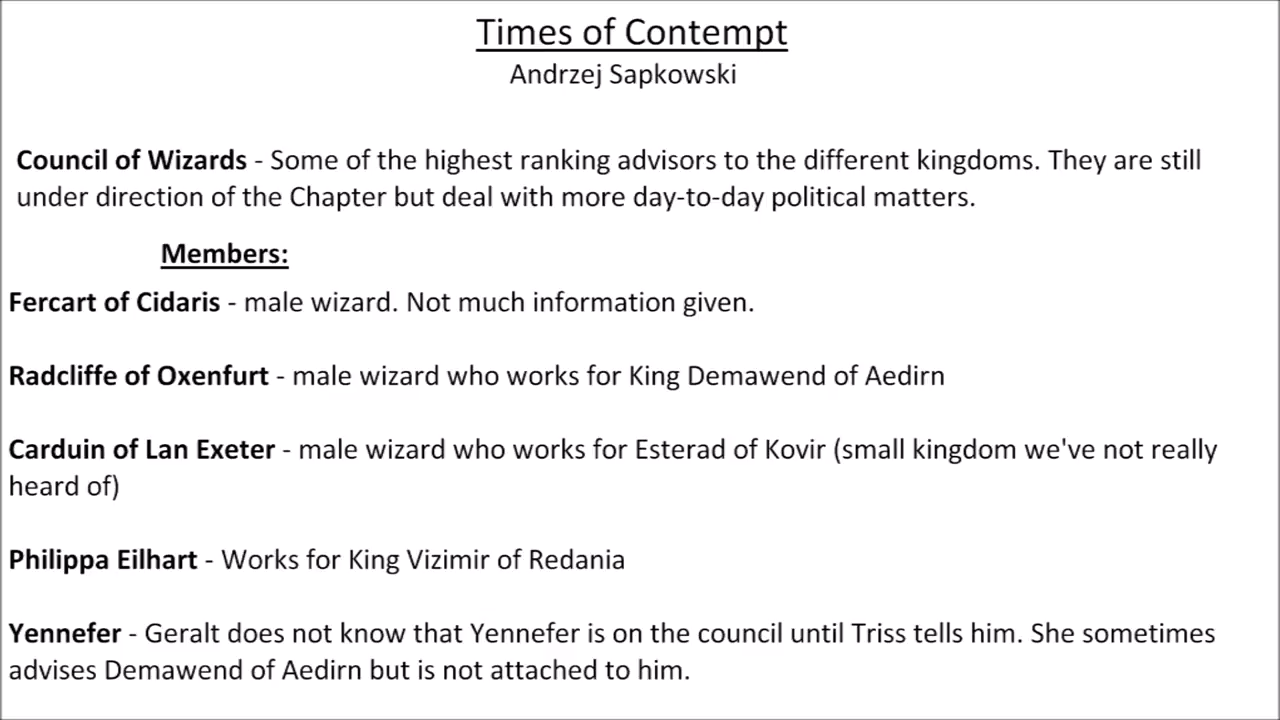 Times of Contempt
Andrzej Sapkowski
Council of Wizards - Some of the highest ranking advisors to the different kingdoms. They are still
under direction of the Chapter but deal with more day-to-day political matters.
Members:
Fercart of Cidaris - male wizard. Not much information given.
Radcliffe of Oxenfurt - male wizard who works for King Demawend of Aedirn
Carduin of Lan Exeter - male wizard who works for Esterad of Kovir (small kingdom we've not really
heard of)
Philippa Eilhart - Works for King Vizimir of Redania
Yennefer - Geralt does not know that Yennefer is on the council until Triss tells him. She sometimes
advises Demawend of Aedirn but is not attached to him.